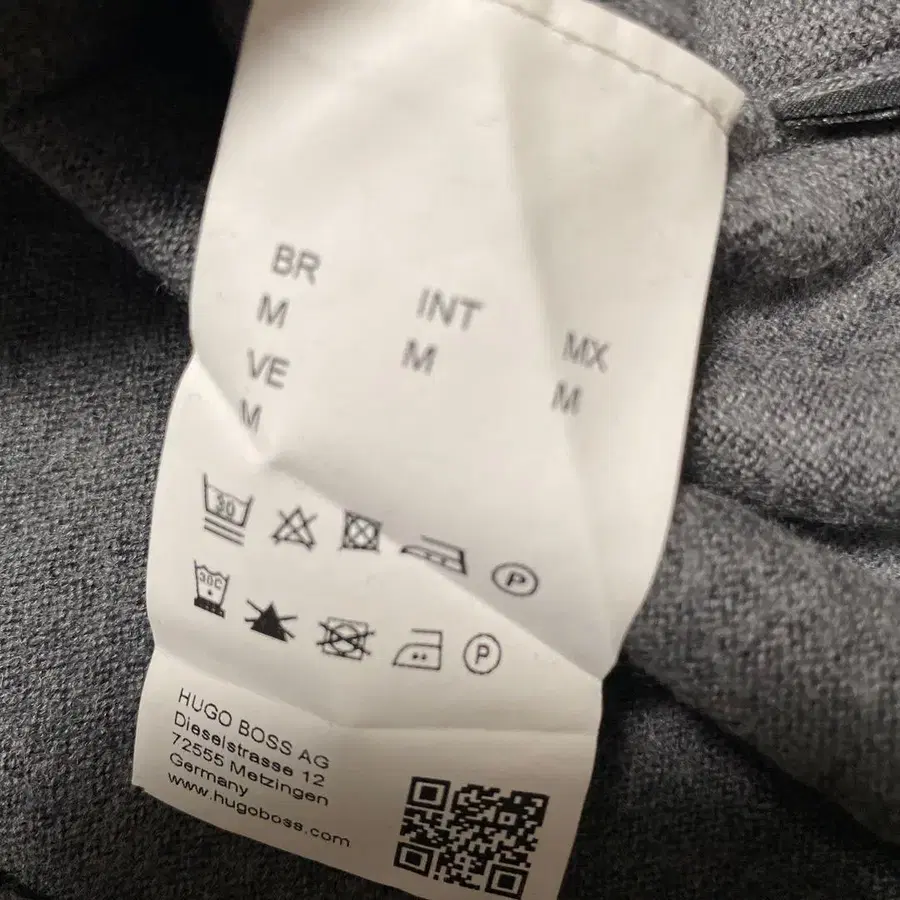 BR
M
INT
M
MX
M
VE
M
30
P
30C
P
HUGO BOSS AG
Dieselstrasse 12
72555 Metzingen
Germany
www.hugoboss.com